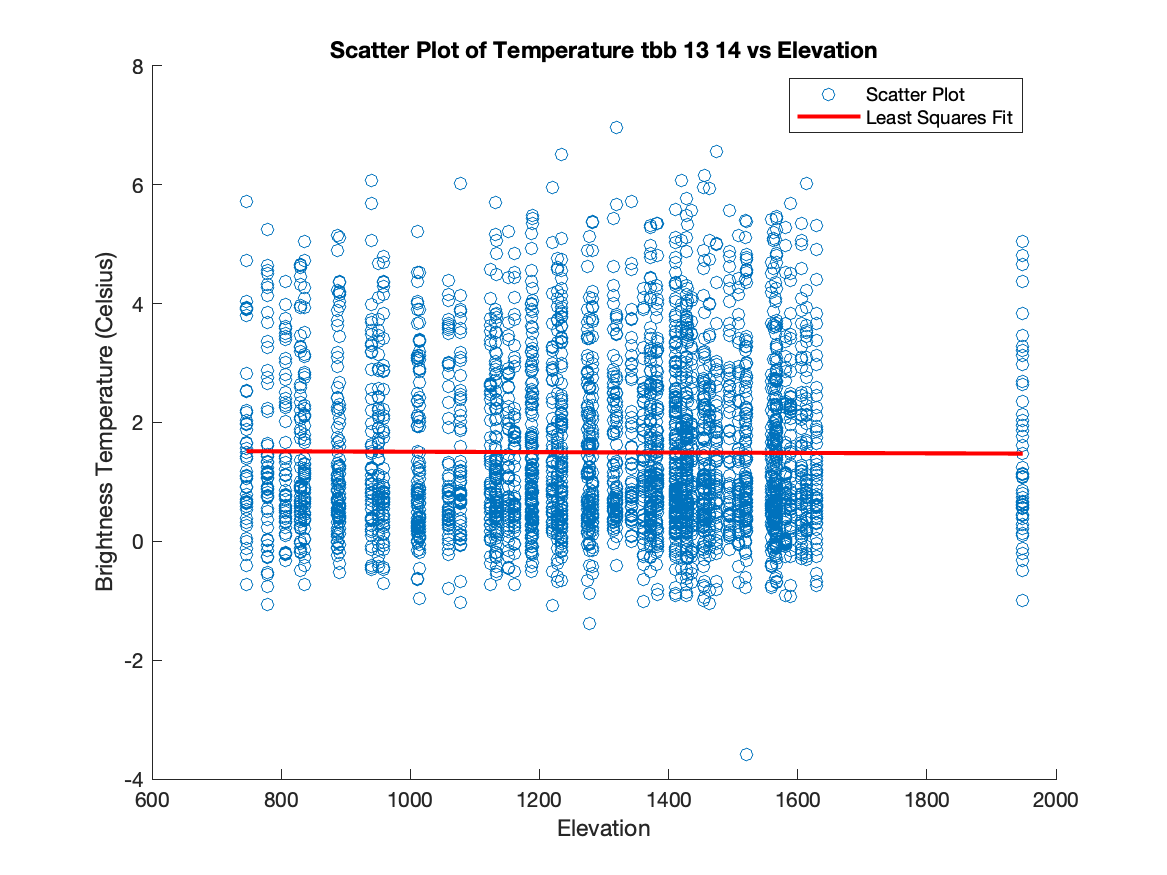 Scatter Plot of Temperature tbb 13 14 vs Elevation
Scatter Plot
Least Squares Fit
Brightness Temperature (Celsius)
8
6
4
2
0
-2
-4
600 800 1000 1200 1400 1600 1800 2000
Elevation